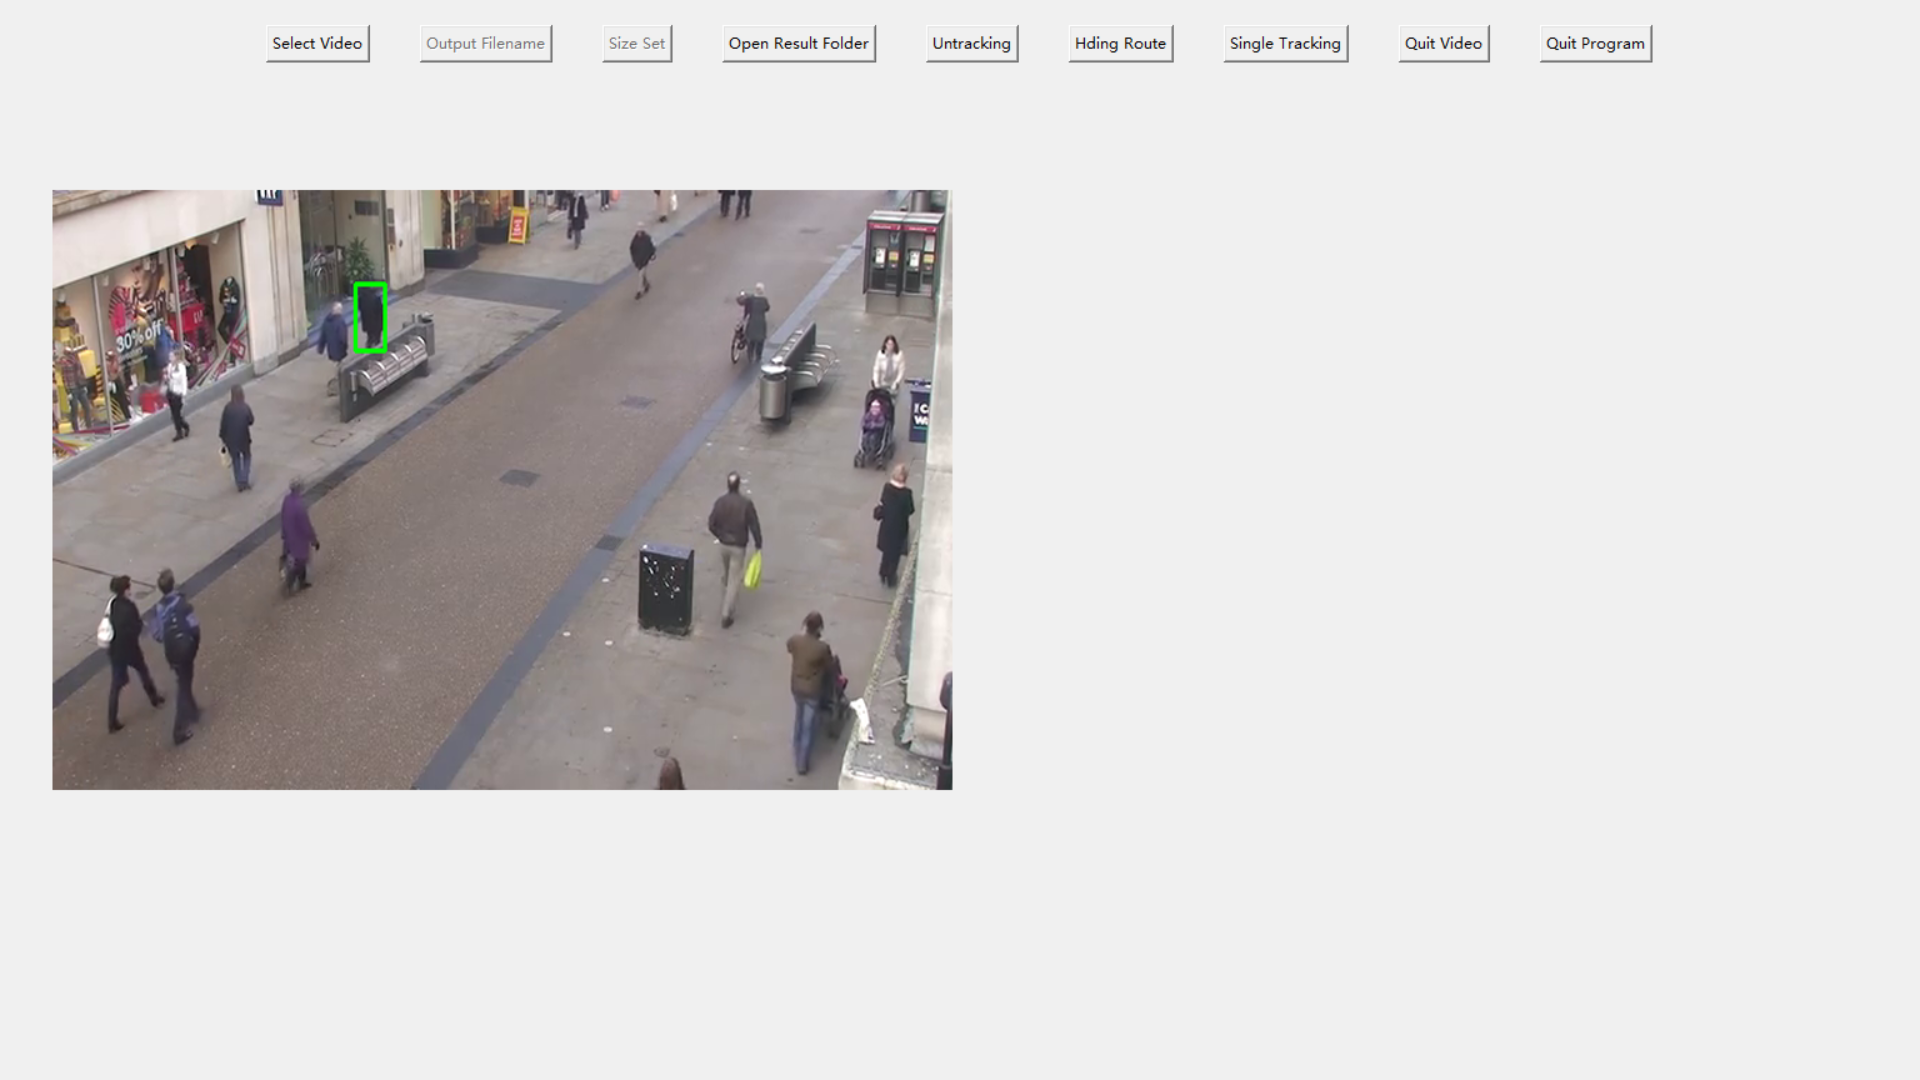 Select Video
Output Filename
Size Set
Open Result Folder
Untracking
Hding Route
Single Tracking
Quit Video
Quit Program
30% off